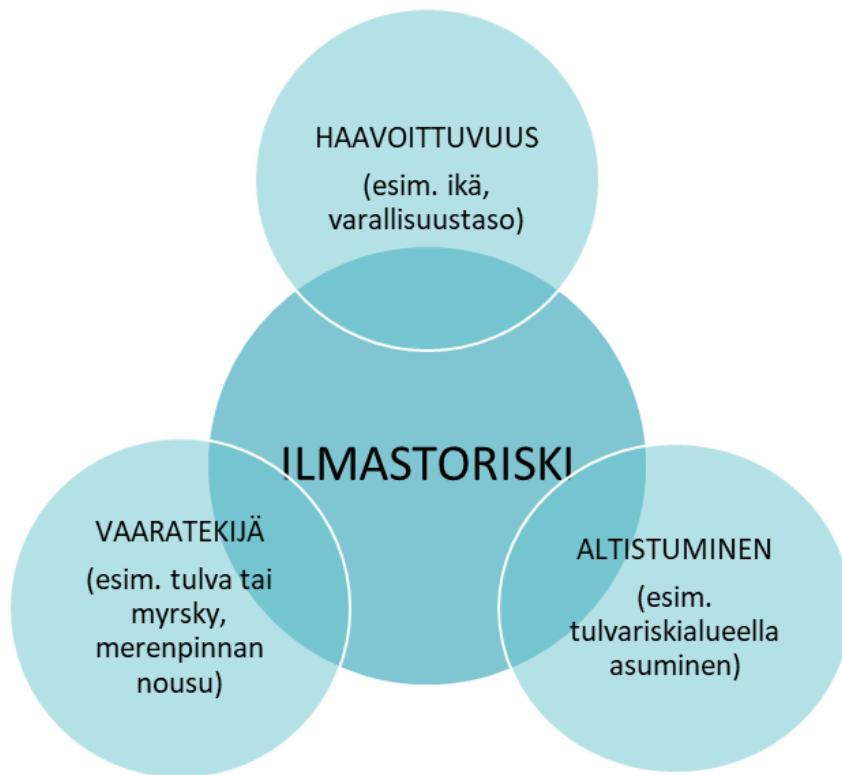 HAAVOITTUVUUS
(esim. ikä,
varallisuustaso)
ILMASTORISKI
VAARATEKIJÄ
(esim. tulva tai
myrsky,
merenpinnan
nousu)
ALTISTUMINEN
(esim.
tulvariskialueella
asuminen)